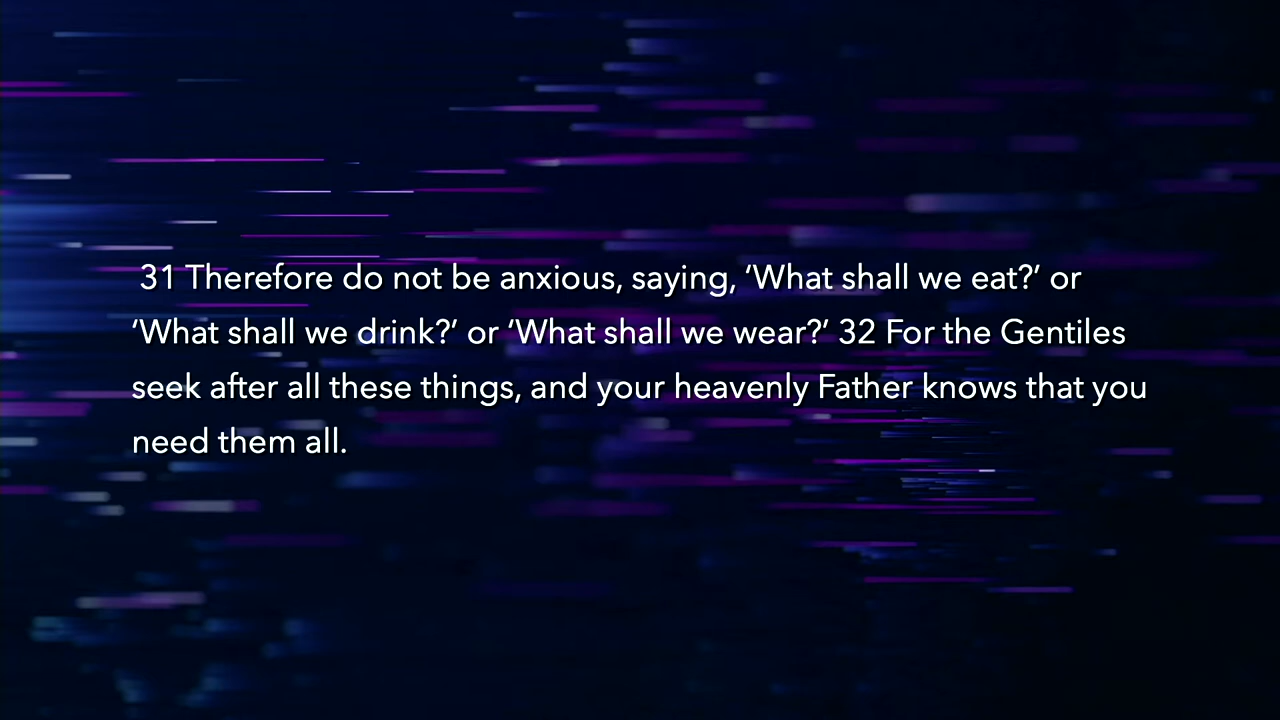 31 Therefore do not be anxious, saying, ‘What shall we eat?’ or
‘What shall we drink?’ or ‘What shall we wear?’ 32 For the Gentiles
seek after all these things, and your heavenly Father knows that you
need them all.